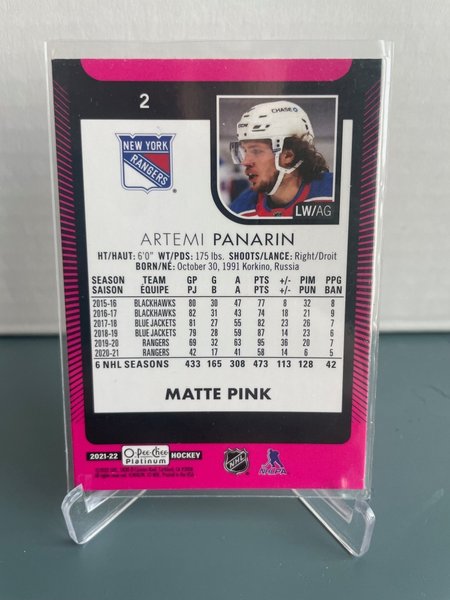 2
NEW YORK
RANGERS
CHASE
LW/AG
ARTEMI PANARIN
HT/HAUT: 6'0" WT/PDS: 175 lbs. SHOOTS/LANCE: Right/Droit
BORN/NÉ: October 30, 1991 Korkino, Russia
SEASON TEAM GP G A PTS +/- PIM PPG
SAISON ÉQUIPE PJ B A PTS +/- PUN BAN
2015-16 BLACKHAWKS 80 30 47 77 8 32 8
2016-17 BLACKHAWKS 82 31 43 74 18 21 9
2017-18 BLUE JACKETS 81 27 55 82 23 26 7
2018-19 BLUE JACKETS 79 28 59 87 14 23 6
2019-20 RANGERS 69 32 63 95 36 20 7
2020-21 RANGERS 42 17 41 58 14 6 5
6 NHL SEASONS 433 165 308 473 113 128 42
MATTE PINK
2021-22 O-Pee-Chee Platinum HOCKEY
NHL
NHLPA